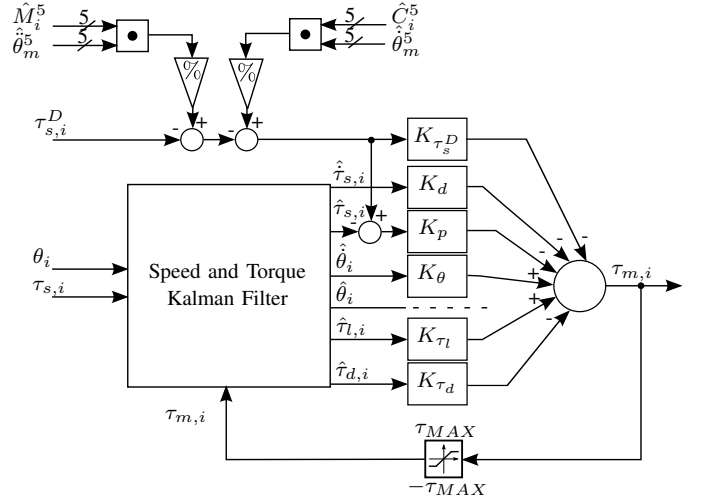 5 5
M̂_i^5 Ĉ_i^5
5 5
θ̈̂_m^5 θ̇̂_m^5
% %
- + - +
τ_{s,i}^D
K_{τ_s^D}
τ̇̂_{s,i} K_d -
τ̂_{s,i} - + K_p - -
θ_i θ̇̂_i K_θ + τ_{m,i}
τ_{s,i} Speed and Torque θ̂_i +
Kalman Filter -
τ̂_{l,i} K_{τ_l}
τ̂_{d,i} K_{τ_d}
τ_{m,i} τ_{MAX}
−τ_{MAX}